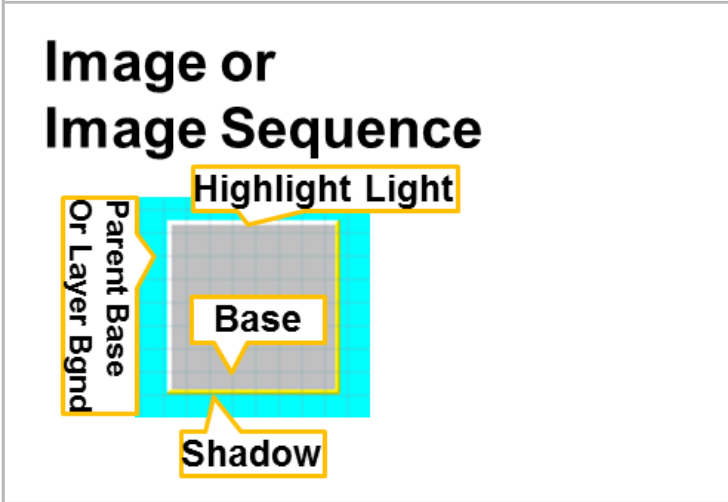 Image or
Image Sequence
Highlight Light
Parent Base
Or Layer Bgnd
Base
Shadow